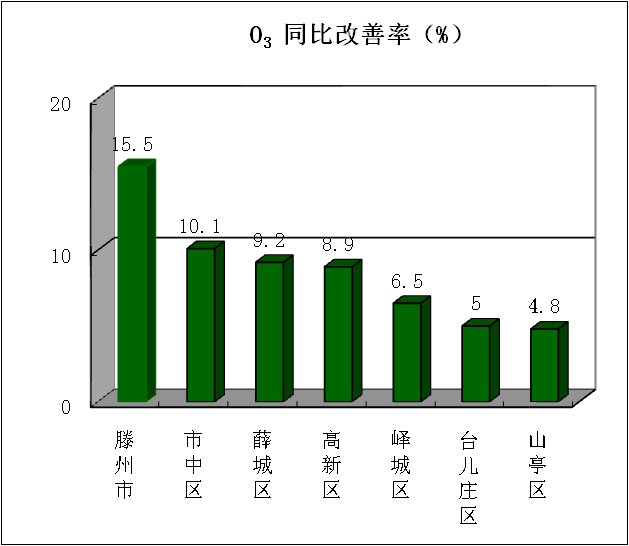 O₃ 同比改善率（%）
20
10
0
15.5
10.1
9.2
8.9
6.5
5
4.8
滕州市
市中区
薛城区
高新区
峄城区
台儿庄区
山亭区